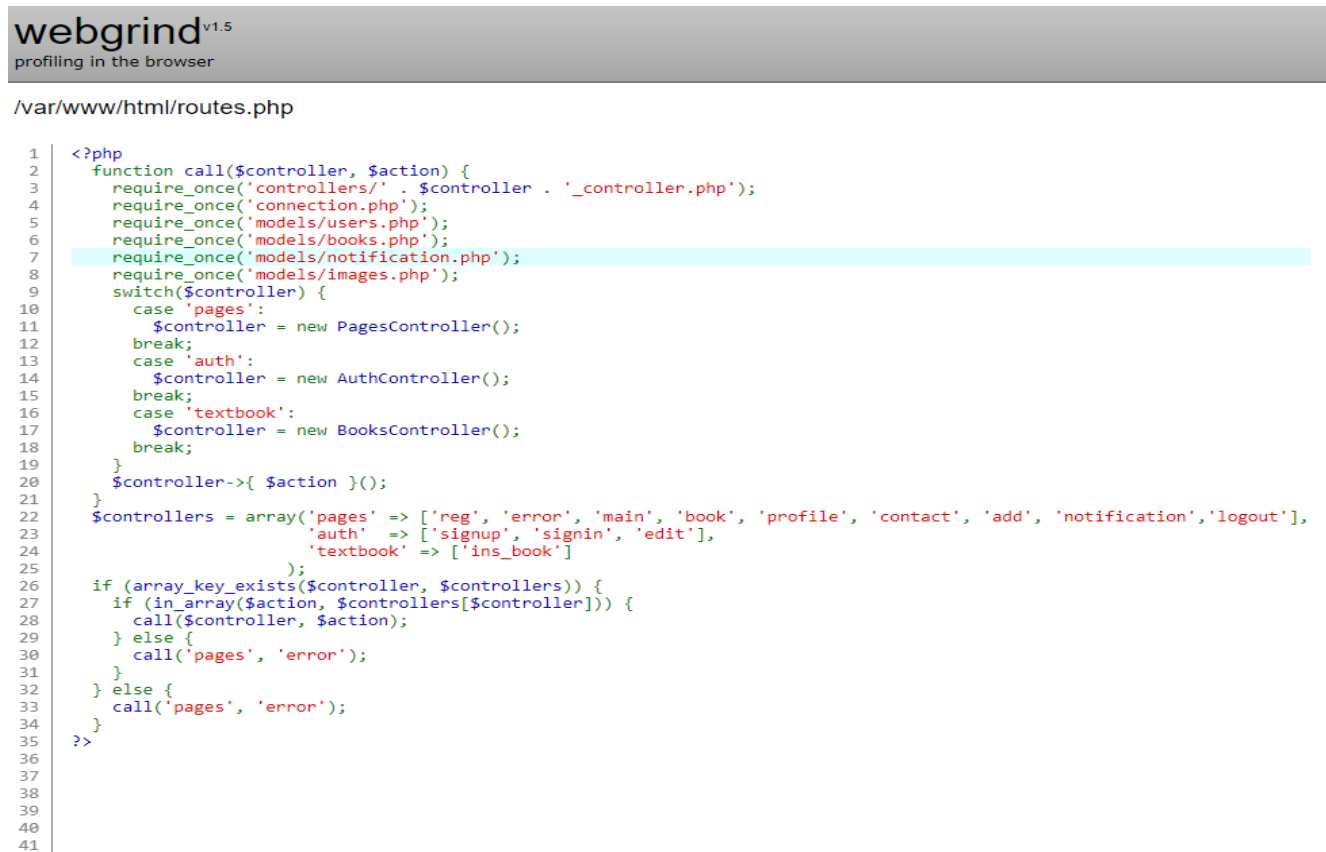 webgrind v1.5
profiling in the browser
/var/www/html/routes.php
1 <?php
2 function call($controller, $action) {
3 require_once('controllers/' . $controller . '_controller.php');
4 require_once('connection.php');
5 require_once('models/users.php');
6 require_once('models/books.php');
7 require_once('models/notification.php');
8 require_once('models/images.php');
9 switch($controller) {
10 case 'pages':
11 $controller = new PagesController();
12 break;
13 case 'auth':
14 $controller = new AuthController();
15 break;
16 case 'textbook':
17 $controller = new BooksController();
18 break;
19 }
20 $controller->{ $action }();
21 }
22 $controllers = array('pages' => ['reg', 'error', 'main', 'book', 'profile', 'contact', 'add', 'notification','logout'],
23 'auth' => ['signup', 'signin', 'edit'],
24 'textbook' => ['ins_book']
25 );
26 if (array_key_exists($controller, $controllers)) {
27 if (in_array($action, $controllers[$controller])) {
28 call($controller, $action);
29 } else {
30 call('pages', 'error');
31 }
32 } else {
33 call('pages', 'error');
34 }
35 ?>
36
37
38
39
40
41